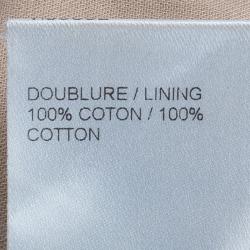 DOUBLURE / LINING
100% COTON / 100%
COTTON